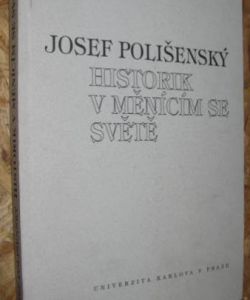 JOSEF POLIŠENSKÝ
HISTORIK
V MĚNÍCÍM SE
SVĚTĚ
UNIVERZITA KARLOVA V PRAZE